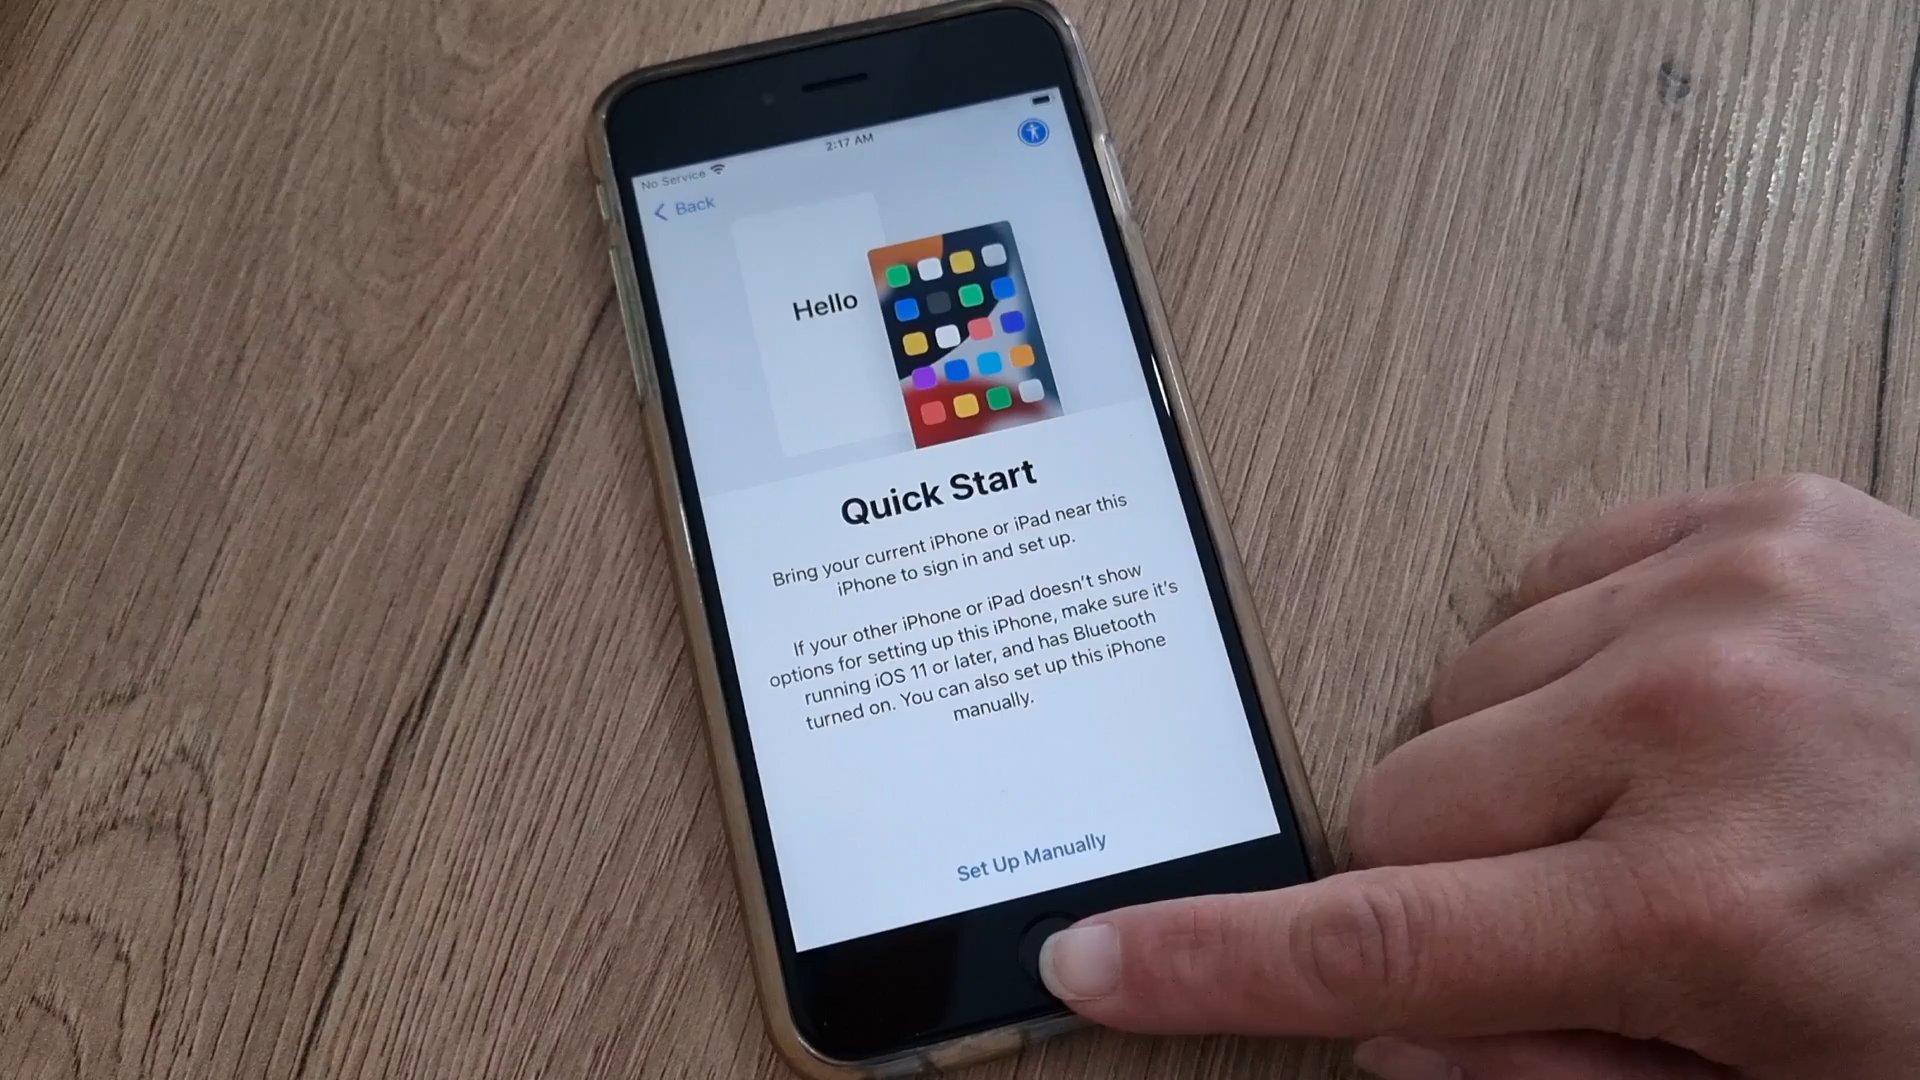 No Service
2:17 AM
Back
Hello
Quick Start
Bring your current iPhone or iPad near this
iPhone to sign in and set up.
If your other iPhone or iPad doesn't show
options for setting up this iPhone, make sure it's
running iOS 11 or later, and has Bluetooth
turned on. You can also set up this iPhone
manually.
Set Up Manually